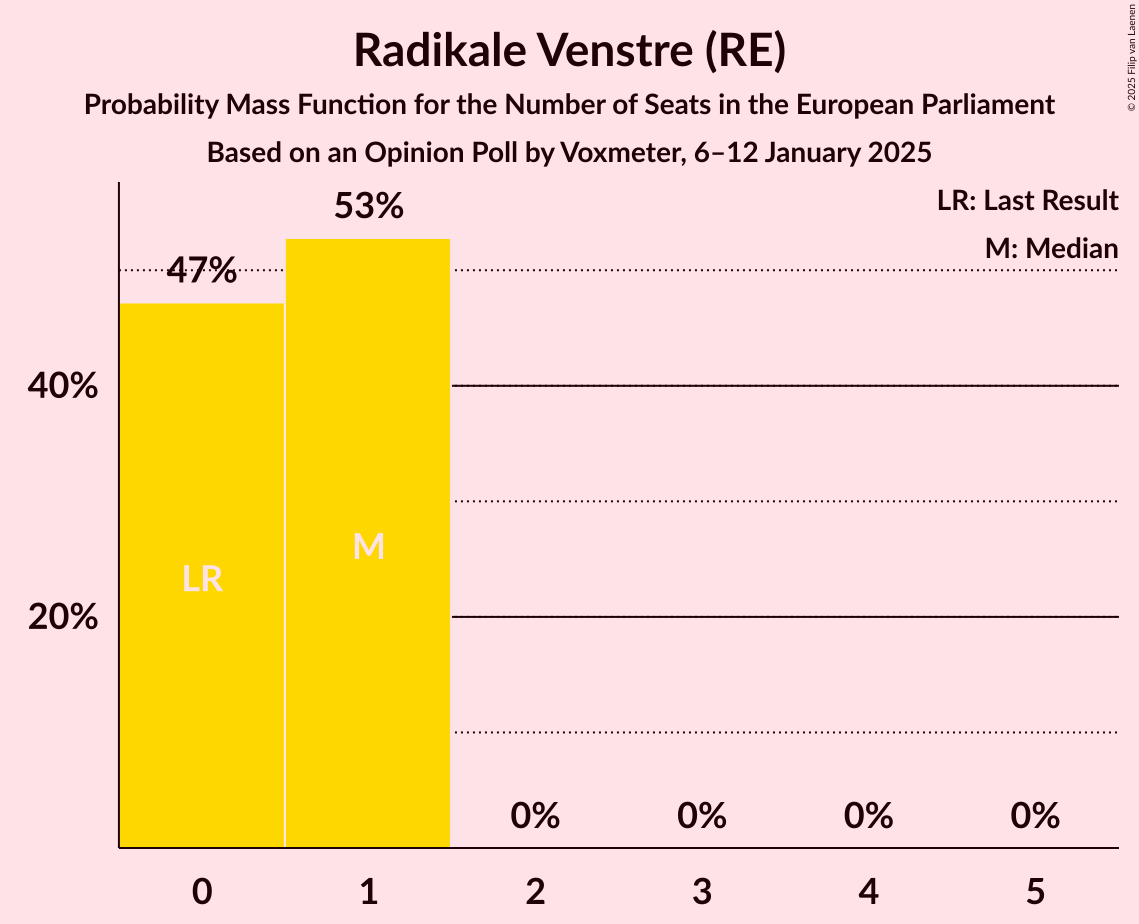 Radikale Venstre (RE)
Probability Mass Function for the Number of Seats in the European Parliament
Based on an Opinion Poll by Voxmeter, 6–12 January 2025
© 2025 Filip van Laenen
LR: Last Result
M: Median
53%
47%
40%
20%
M
LR
0%
0%
0%
0%
0
1
2
3
4
5